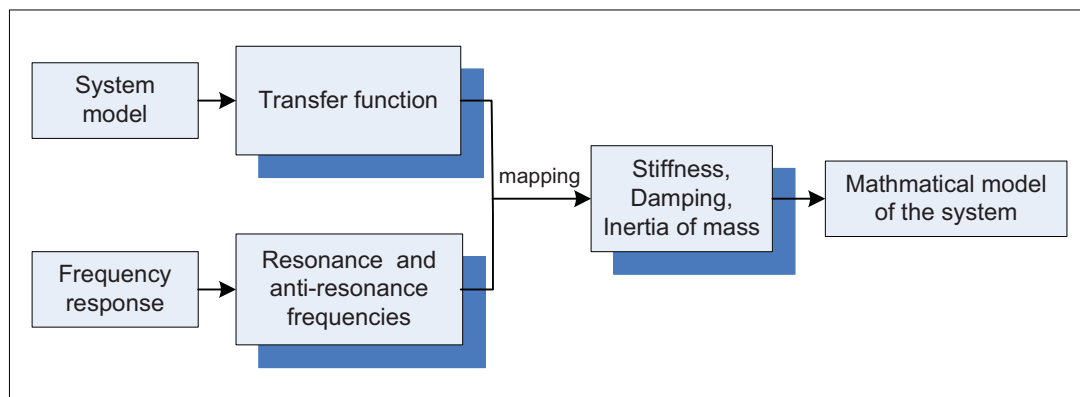 System
model
Transfer function
Frequency
response
Resonance and
anti-resonance
frequencies
mapping
Stiffness,
Damping,
Inertia of mass
Mathmatical model
of the system